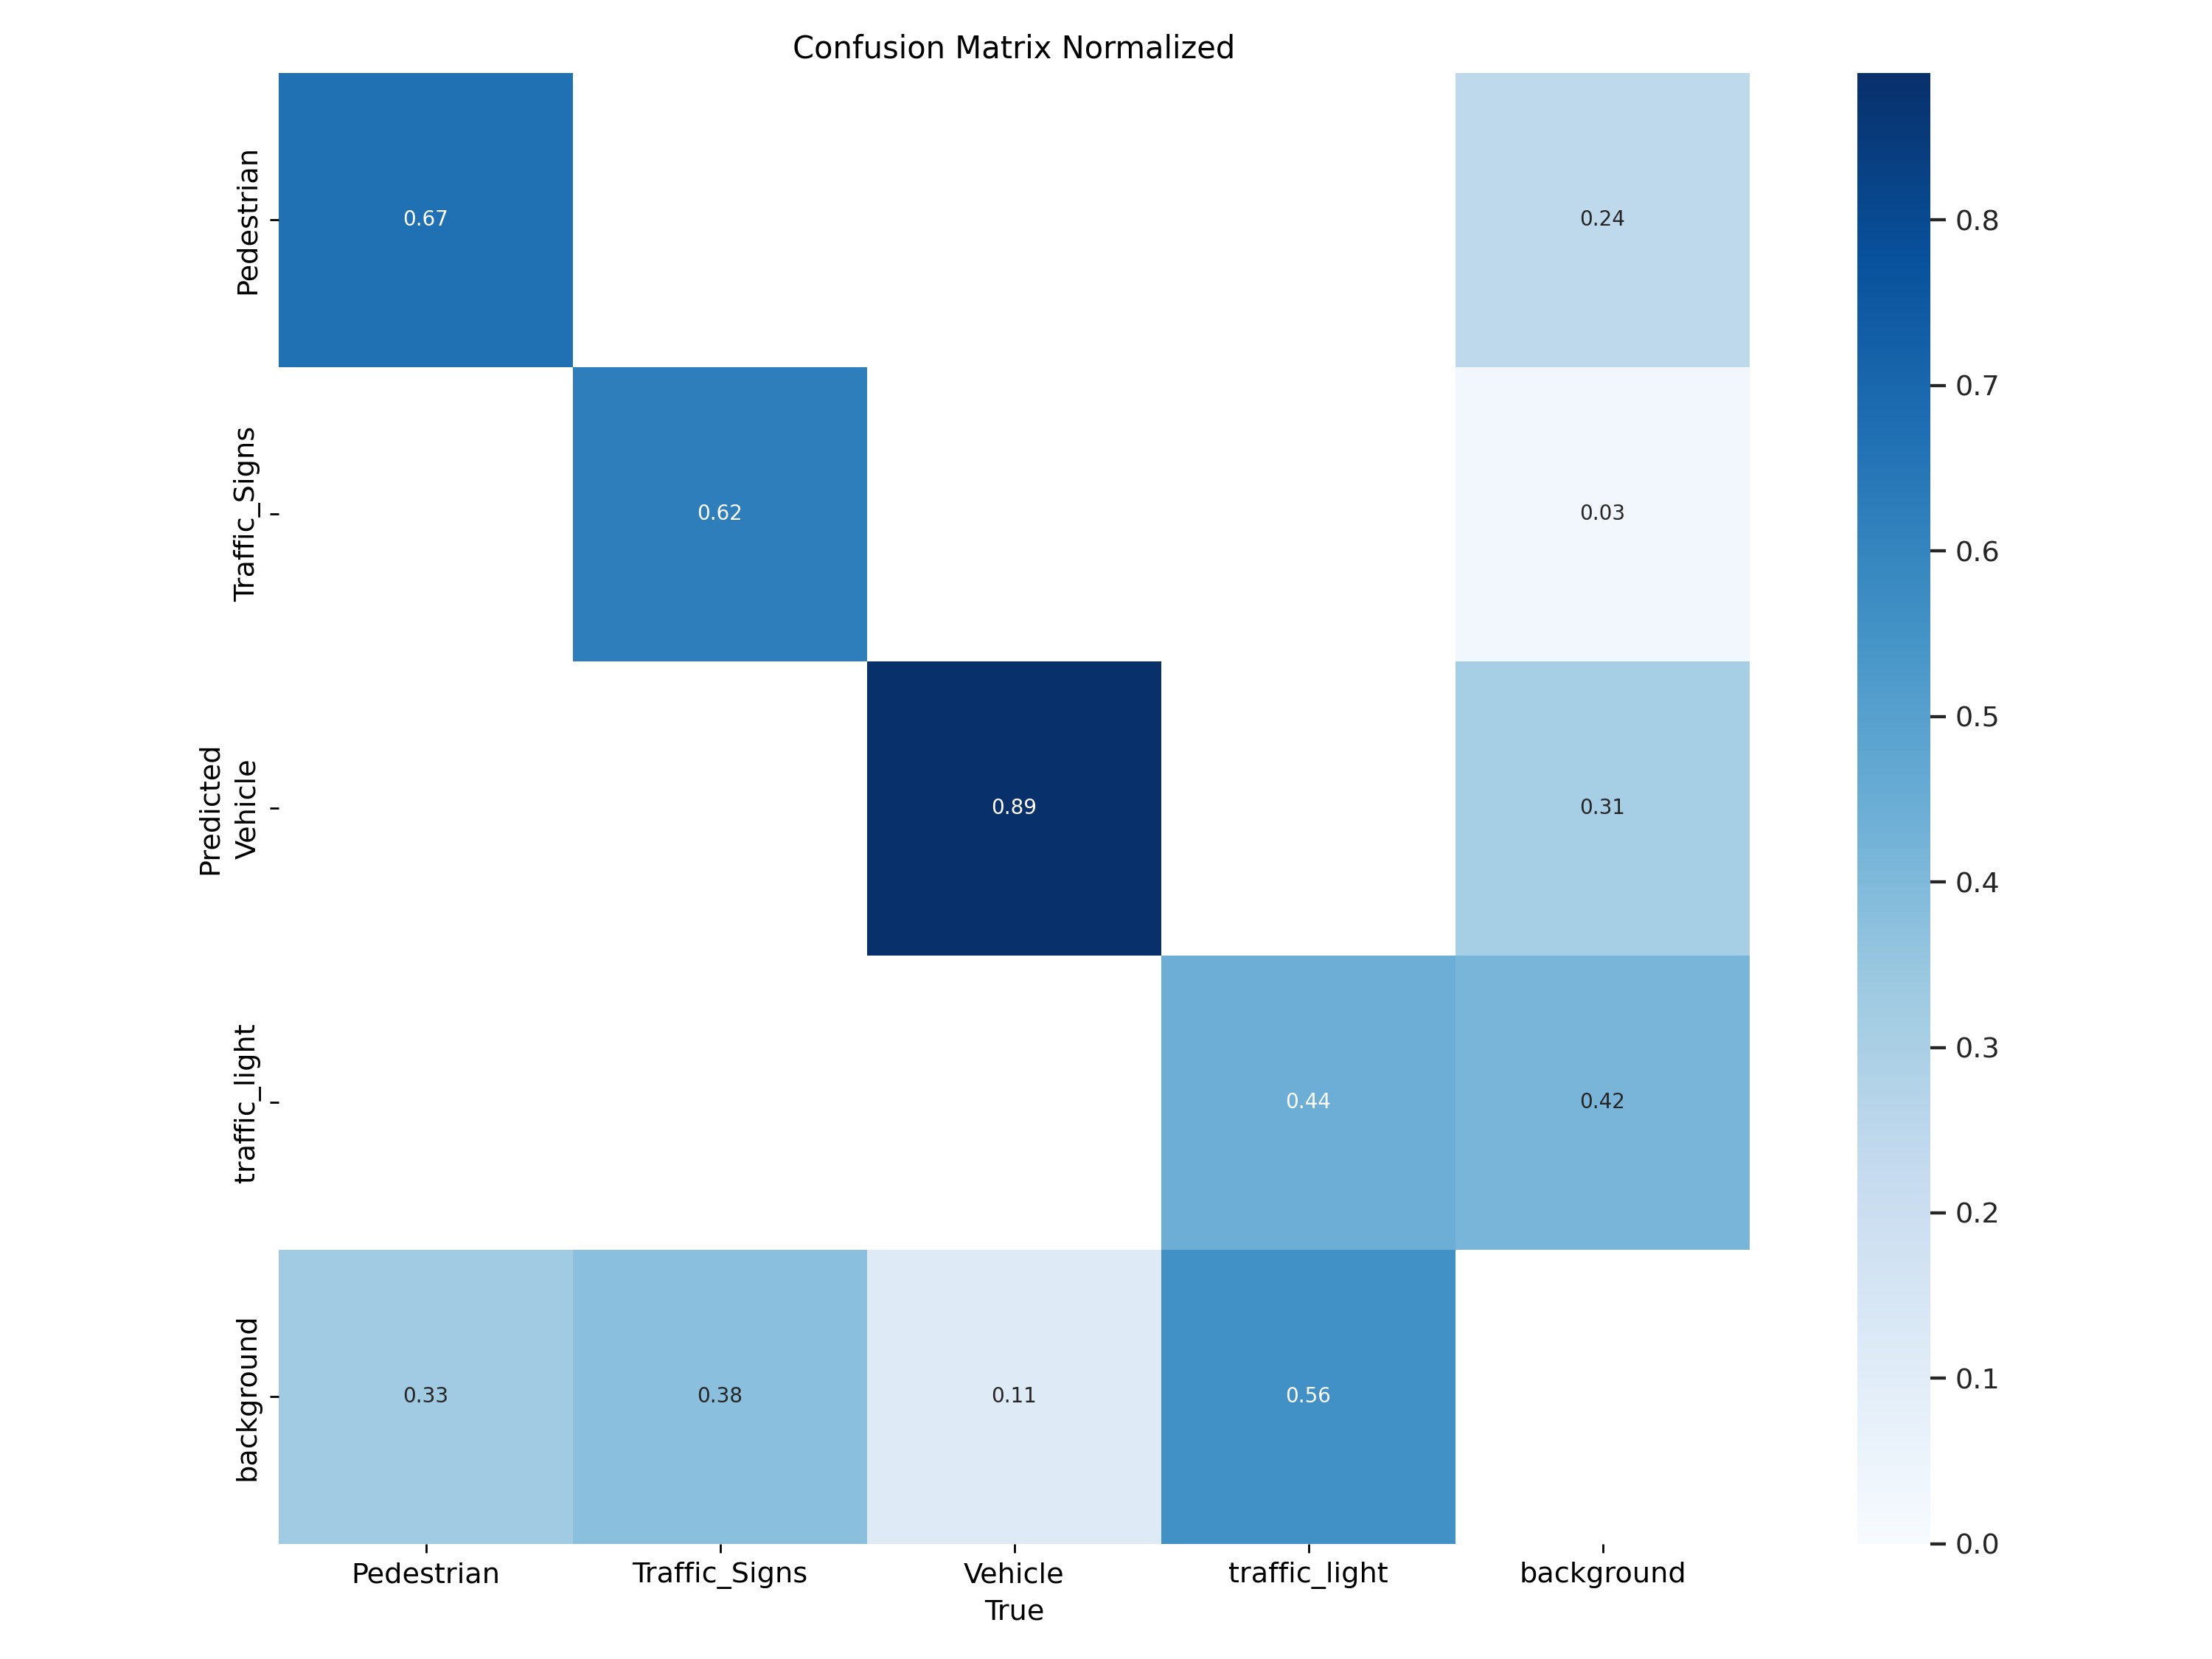 Confusion Matrix Normalized
Pedestrian
0.67
0.24
0.8
0.7
Traffic_Signs
0.62
0.03
0.6
0.5
Predicted
Vehicle
0.89
0.31
0.4
0.3
traffic_light
0.44
0.42
0.2
background
0.33
0.38
0.11
0.56
0.1
0.0
Pedestrian
Traffic_Signs
Vehicle
traffic_light
background
True